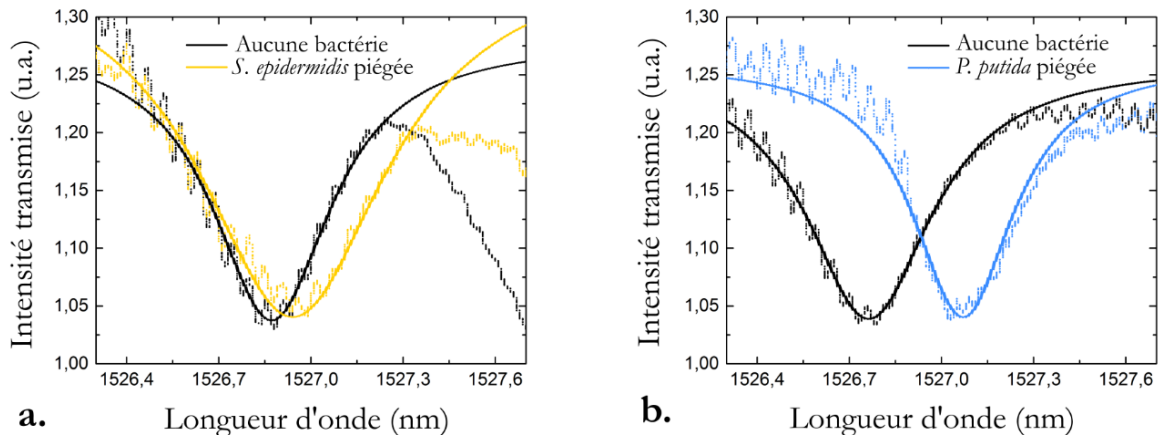 1,30
1,25
1,20
1,15
1,10
1,05
1,00
Intensité transmise (u.a.)
Aucune bactérie
S. epidermidis piégée
1526,4
1526,7
1527,0
1527,3
1527,6
a.
Longueur d'onde (nm)
1,30
1,25
1,20
1,15
1,10
1,05
1,00
Intensité transmise (u.a.)
Aucune bactérie
P. putida piégée
1526,4
1526,7
1527,0
1527,3
1527,6
b.
Longueur d'onde (nm)